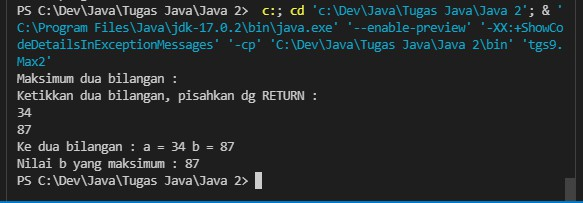 PS C:\Dev\Java\Tugas Java\Java 2>  c:; cd 'c:\Dev\Java\Tugas Java\Java 2'; & '
C:\Program Files\Java\jdk-17.0.2\bin\java.exe' '--enable-preview' '-XX:+ShowCo
deDetailsInExceptionMessages' '-cp' 'C:\Dev\Java\Tugas Java\Java 2\bin' 'tgs9.
Max2'
Maksimum dua bilangan :
Ketikkan dua bilangan, pisahkan dg RETURN :
34
87
Ke dua bilangan : a = 34 b = 87
Nilai b yang maksimum : 87
PS C:\Dev\Java\Tugas Java\Java 2>